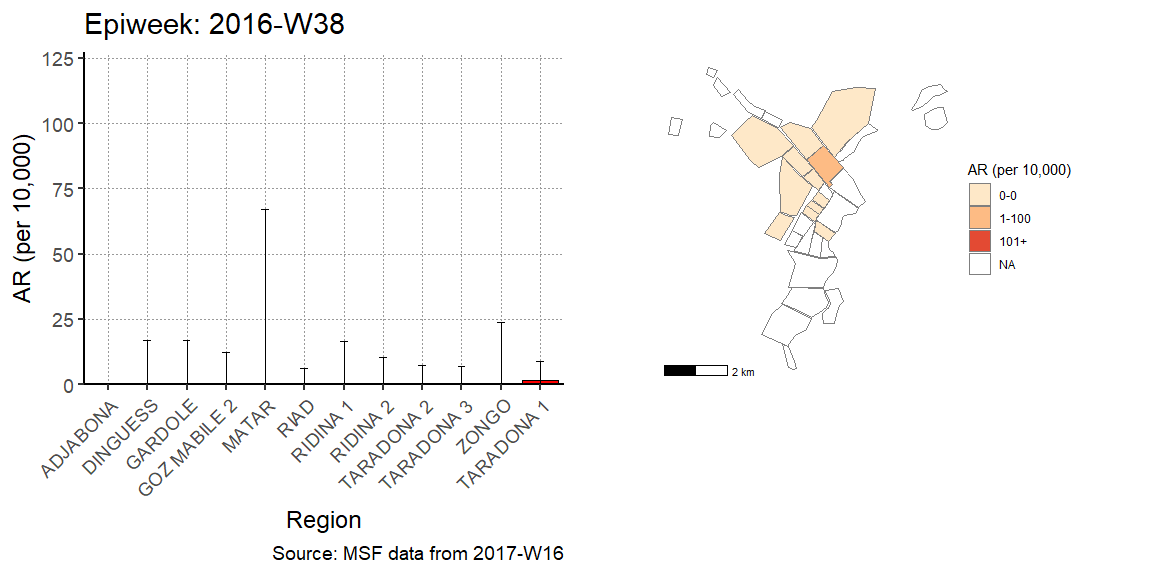 Epiweek: 2016-W38
AR (per 10,000)
125
100
75
50
25
0
ADJABONA
DINGUESS
GARDOLE
GOZ MABILE 2
MATAR
RIAD
RIDINA 1
RIDINA 2
TARADONA 2
TARADONA 3
ZONGO
TARADONA 1
Region
Source: MSF data from 2017-W16
AR (per 10,000)
0-0
1-100
101+
NA
2 km